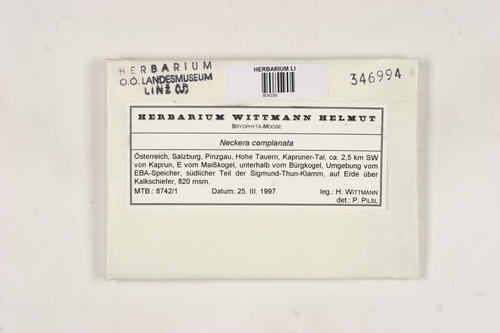 HERBARIUM
O.Ö. LANDESMUSEUM
LINZ (LI)
HERBARIUM LI
804356
346994
HERBARIUM WITTMANN HELMUT
BRYOPHYTA-MOOSE
Neckera complanata
Österreich, Salzburg, Pinzgau, Hohe Tauern, Kapruner-Tal, ca. 2,5 km SW
von Kaprun, E vom Maißkogel, unterhalb vom Bürgkogel, Umgebung vom
EBA-Speicher, südlicher Teil der Sigmund-Thun-Klamm, auf Erde über
Kalkschiefer, 820 msm.
MTB.: 8742/1 Datum: 25. III. 1997 leg.: H. WITTMANN
det.: P. PILSL